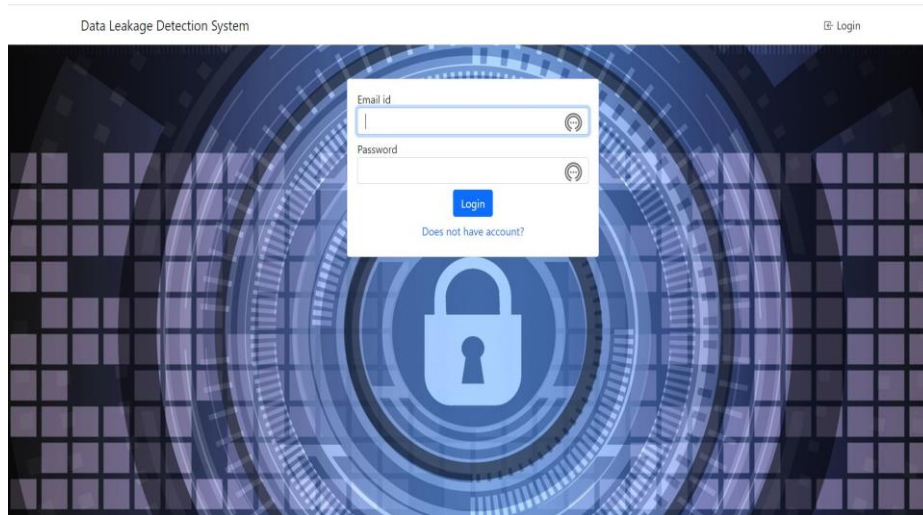 Data Leakage Detection System
Login
Email id
Password
Login
Does not have account?